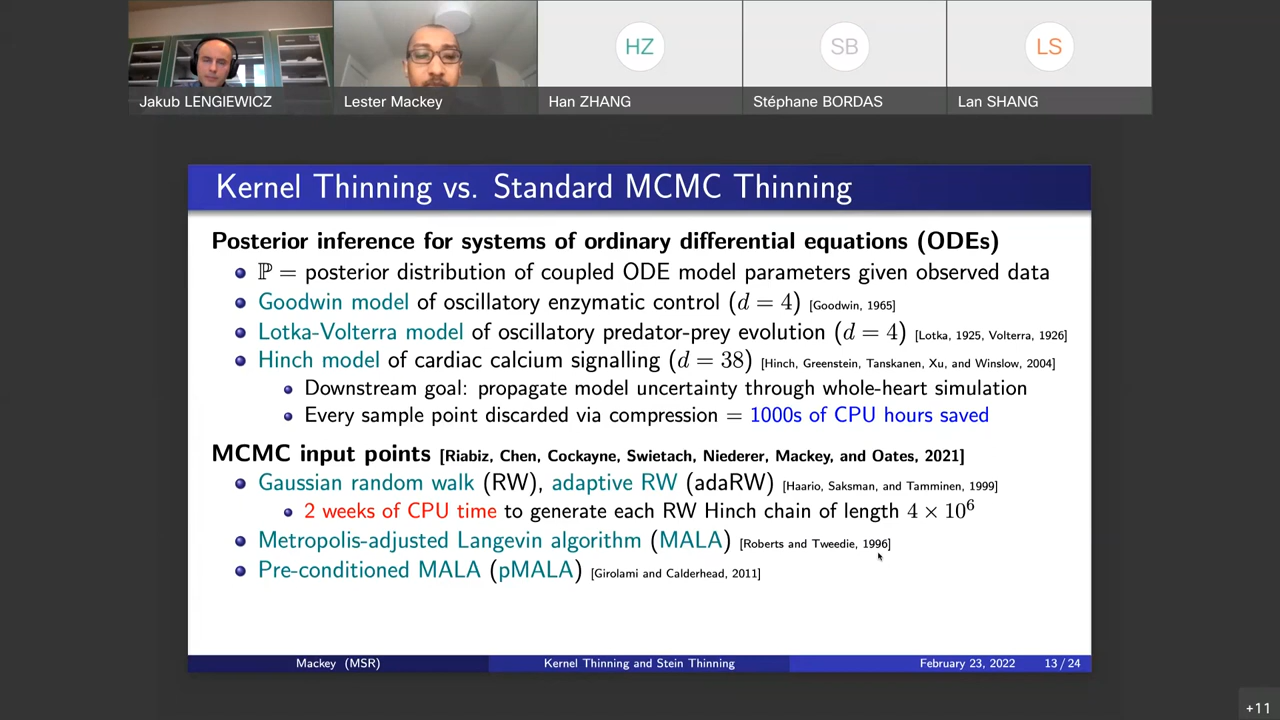 HZ
SB
LS
Jakub LENGIEWICZ
Lester Mackey
Han ZHANG
Stéphane BORDAS
Lan SHANG
Kernel Thinning vs. Standard MCMC Thinning
Posterior inference for systems of ordinary differential equations (ODEs)
ℙ = posterior distribution of coupled ODE model parameters given observed data
Goodwin model of oscillatory enzymatic control (d = 4) [Goodwin, 1965]
Lotka-Volterra model of oscillatory predator-prey evolution (d = 4) [Lotka, 1925, Volterra, 1926]
Hinch model of cardiac calcium signalling (d = 38) [Hinch, Greenstein, Tanskanen, Xu, and Winslow, 2004]
Downstream goal: propagate model uncertainty through whole-heart simulation
Every sample point discarded via compression = 1000s of CPU hours saved
MCMC input points [Riabiz, Chen, Cockayne, Swietach, Niederer, Mackey, and Oates, 2021]
Gaussian random walk (RW), adaptive RW (adaRW) [Haario, Saksman, and Tamminen, 1999]
2 weeks of CPU time to generate each RW Hinch chain of length 4 × 10⁶
Metropolis-adjusted Langevin algorithm (MALA) [Roberts and Tweedie, 1996]
Pre-conditioned MALA (pMALA) [Girolami and Calderhead, 2011]
Mackey (MSR)
Kernel Thinning and Stein Thinning
February 23, 2022
13 / 24
+11